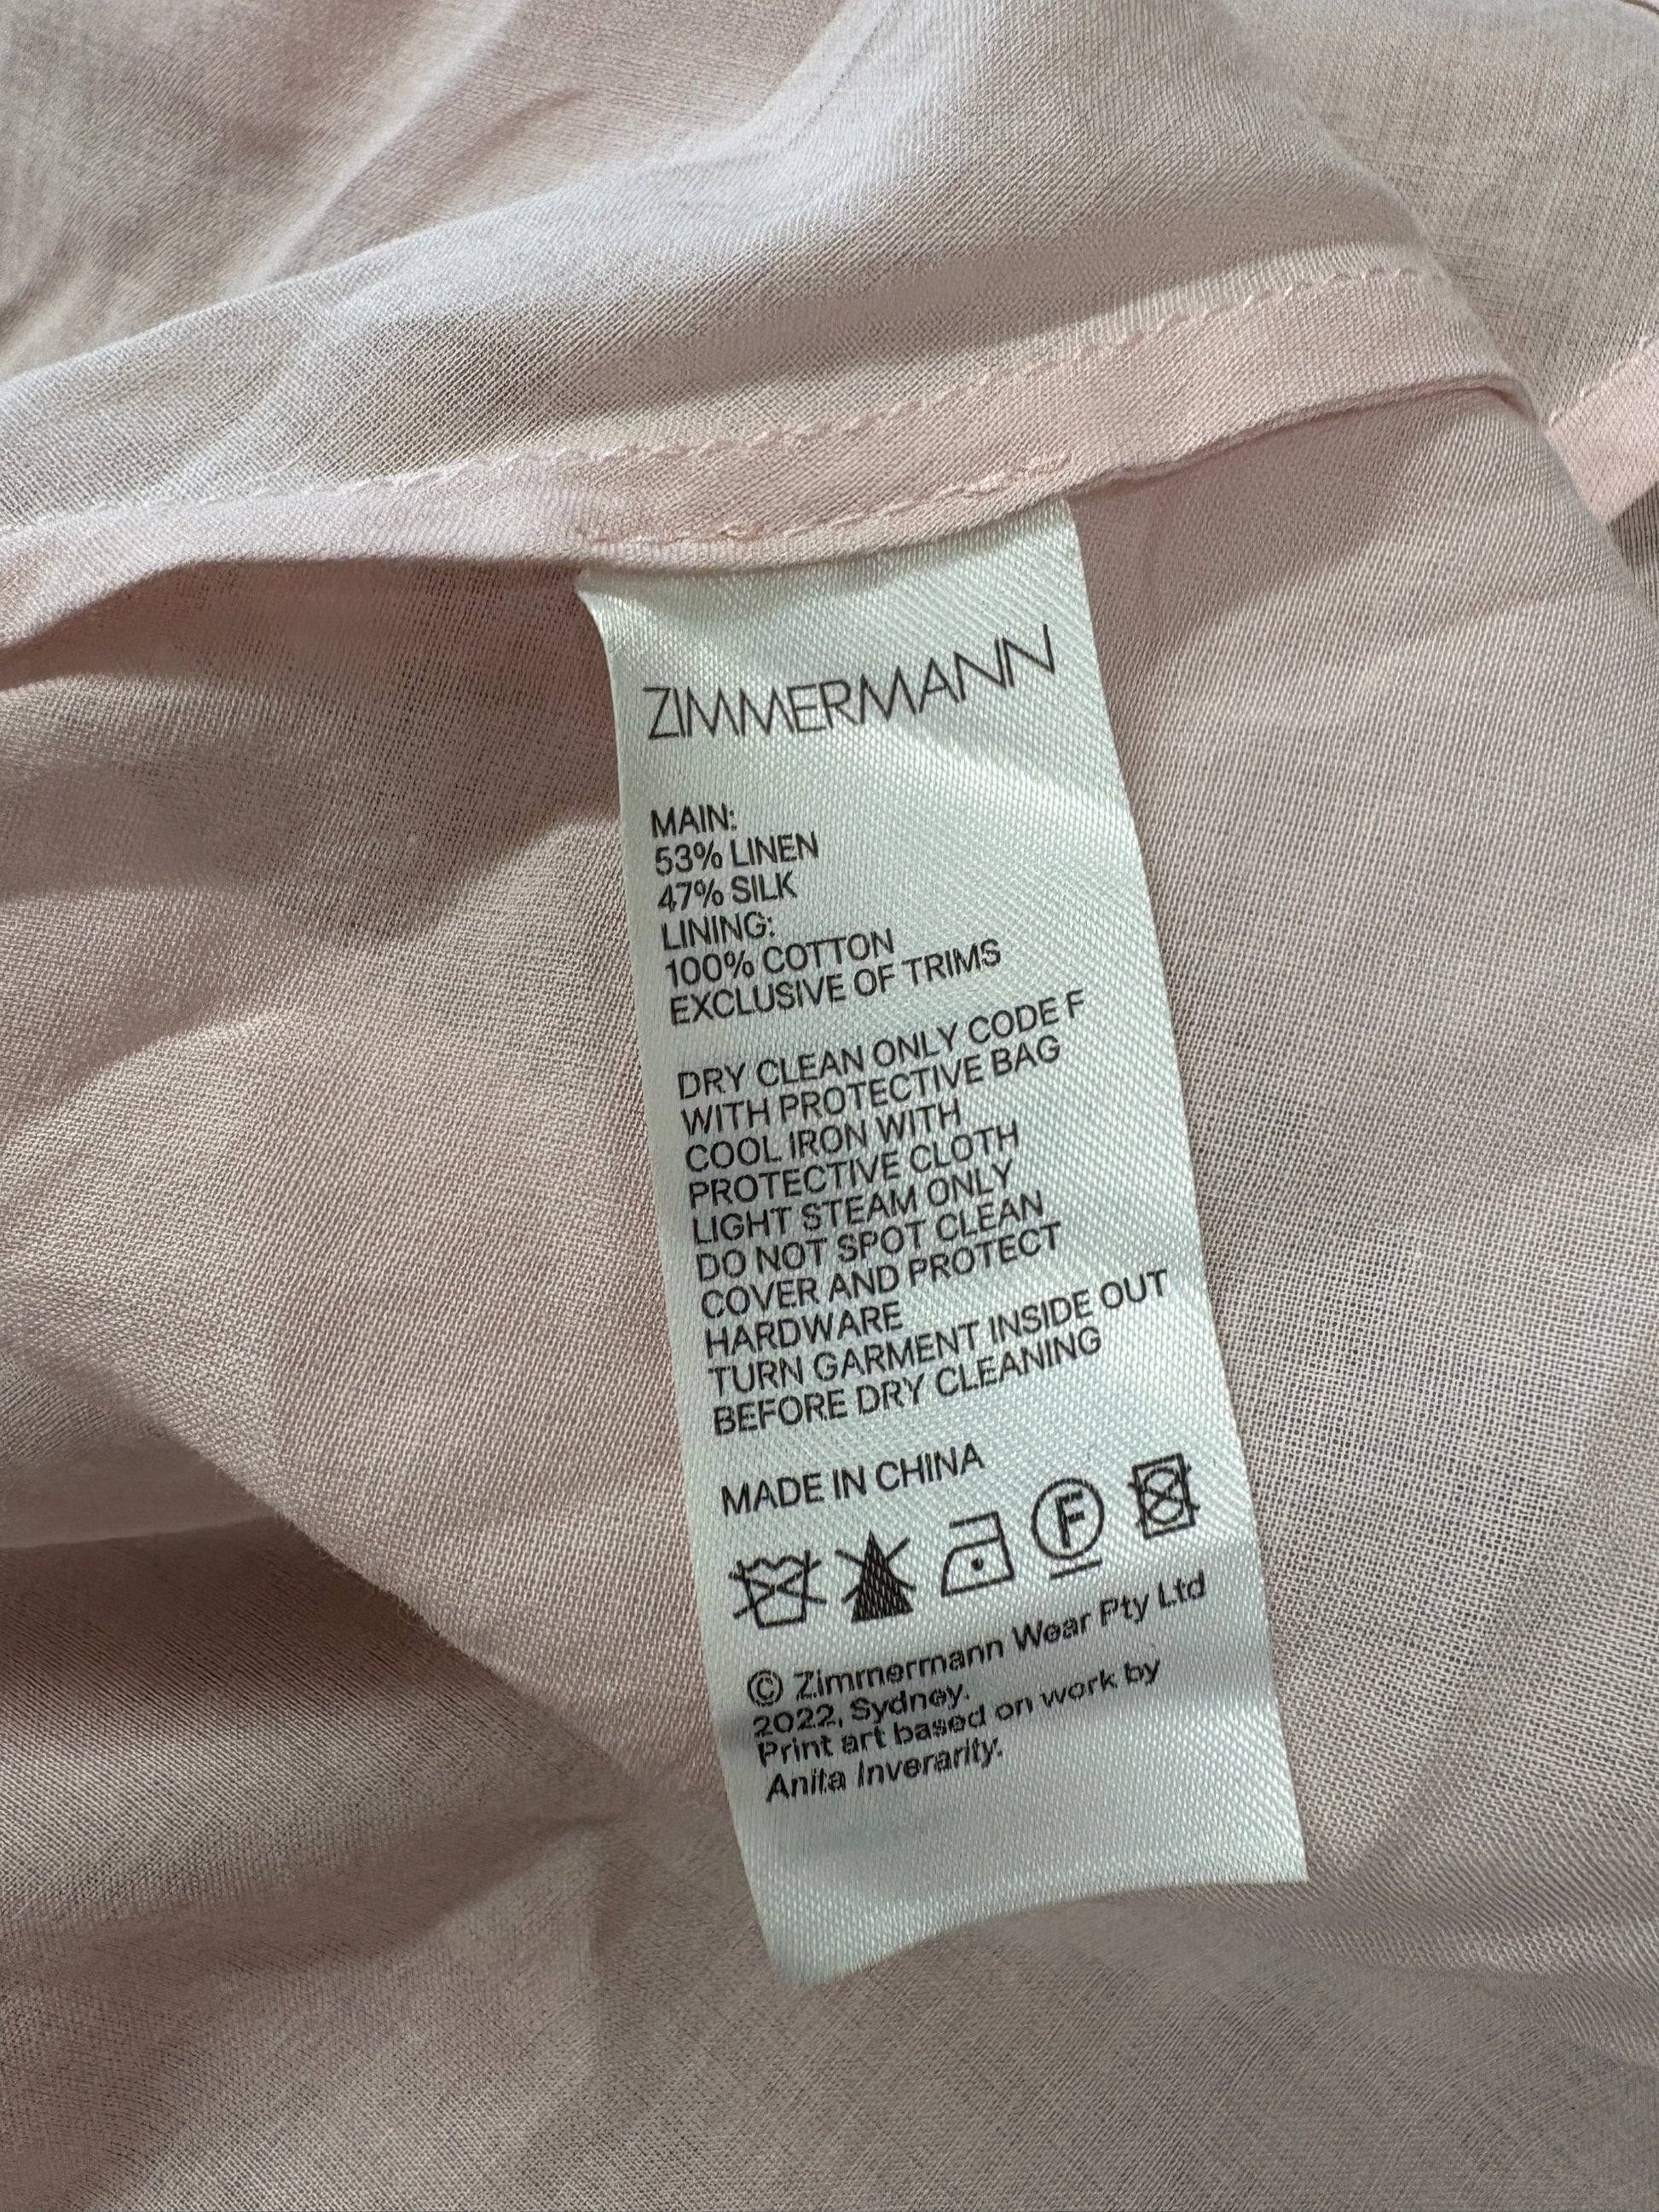 ZIMMERMANN
MAIN:
53% LINEN
47% SILK
LINING:
100% COTTON
EXCLUSIVE OF TRIMS
DRY CLEAN ONLY CODE F
WITH PROTECTIVE BAG
COOL IRON WITH
PROTECTIVE CLOTH
LIGHT STEAM ONLY
DO NOT SPOT CLEAN
COVER AND PROTECT
HARDWARE
TURN GARMENT INSIDE OUT
BEFORE DRY CLEANING
MADE IN CHINA
F
© Zimmermann Wear Pty Ltd
2022, Sydney.
Print art based on work by
Anita Inverarity.